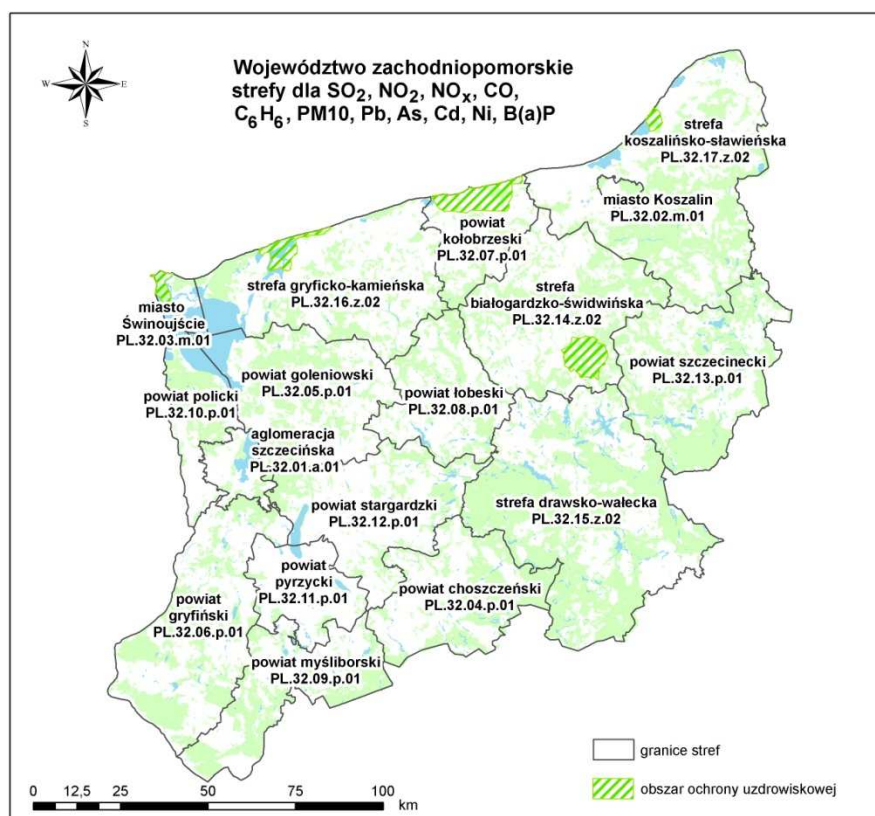 N
W
E
S
Województwo zachodniopomorskie
strefy dla SO2, NO2, NOx, CO,
C6H6, PM10, Pb, As, Cd, Ni, B(a)P
strefa
koszalińsko-sławieńska
PL.32.17.z.02
miasto Koszalin
PL.32.02.m.01
powiat
kołobrzeski
PL.32.07.p.01
strefa gryficko-kamieńska
PL.32.16.z.02
strefa
białogardzko-świdwińska
PL.32.14.z.02
miasto
Świnoujście
PL.32.03.m.01
powiat szczecinecki
PL.32.13.p.01
powiat goleniowski
PL.32.05.p.01
powiat policki
PL.32.10.p.01
powiat łobeski
PL.32.08.p.01
aglomeracja
szczecińska
PL.32.01.a.01
powiat stargardzki
PL.32.12.p.01
strefa drawsko-wałecka
PL.32.15.z.02
powiat
pyrzycki
PL.32.11.p.01
powiat choszczeński
PL.32.04.p.01
powiat
gryfiński
PL.32.06.p.01
powiat myśliborski
PL.32.09.p.01
granice stref
obszar ochrony uzdrowiskowej
0 12,5 25 50 75 100
km